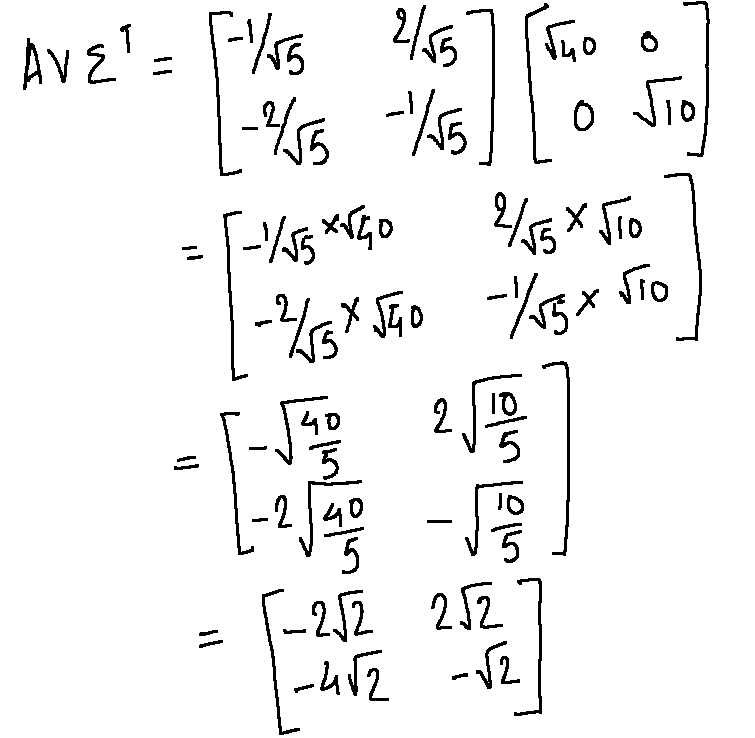 AVΣᵀ = [ -1/√5 2/√5 ; -2/√5 -1/√5 ] [ √40 0 ; 0 √10 ]
= [ -1/√5 × √40 2/√5 × √10 ; -2/√5 × √40 -1/√5 × √10 ]
= [ -√(40/5) 2√(10/5) ; -2√(40/5) -√(10/5) ]
= [ -2√2 2√2 ; -4√2 -√2 ]